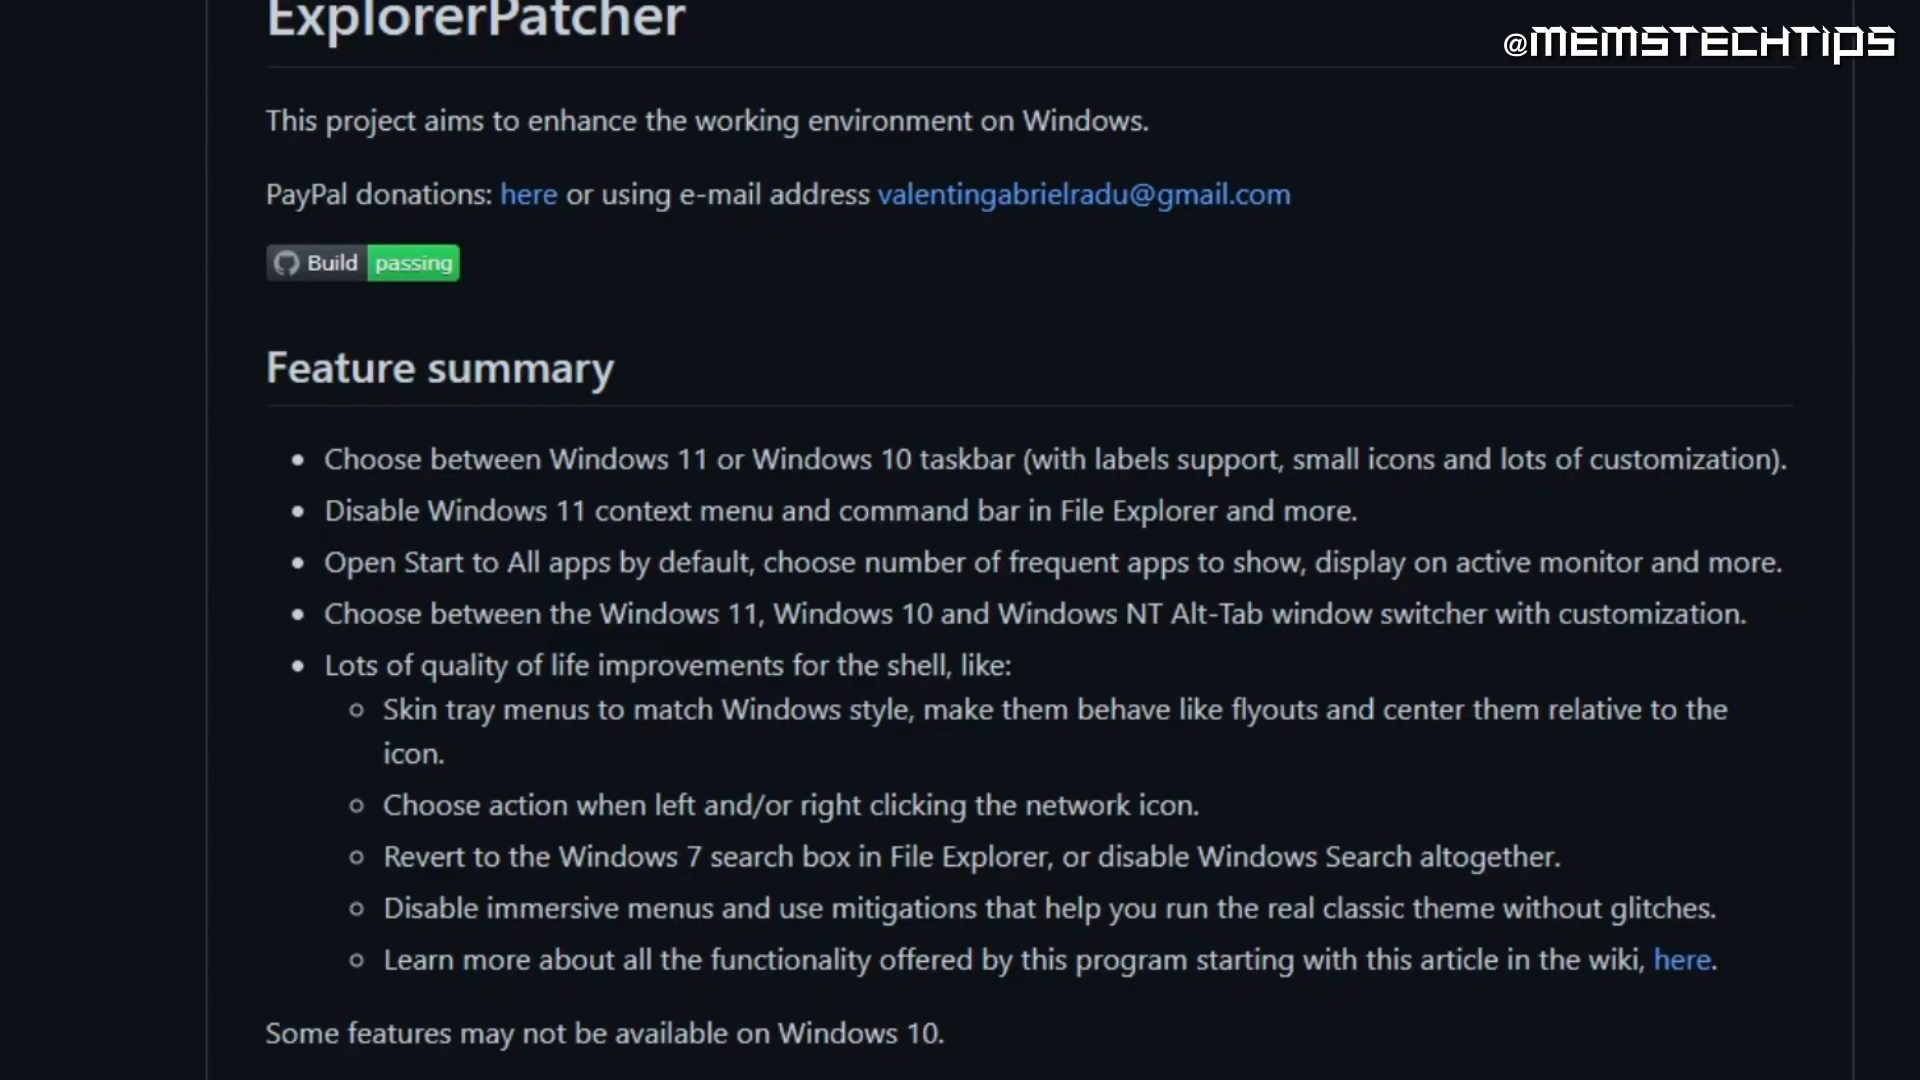 ExplorerPatcher
@MEMSTECHTIPS
This project aims to enhance the working environment on Windows.
PayPal donations: here or using e-mail address valentingabrielradu@gmail.com
Build passing
Feature summary
• Choose between Windows 11 or Windows 10 taskbar (with labels support, small icons and lots of customization).
• Disable Windows 11 context menu and command bar in File Explorer and more.
• Open Start to All apps by default, choose number of frequent apps to show, display on active monitor and more.
• Choose between the Windows 11, Windows 10 and Windows NT Alt-Tab window switcher with customization.
• Lots of quality of life improvements for the shell, like:
◦ Skin tray menus to match Windows style, make them behave like flyouts and center them relative to the
icon.
◦ Choose action when left and/or right clicking the network icon.
◦ Revert to the Windows 7 search box in File Explorer, or disable Windows Search altogether.
◦ Disable immersive menus and use mitigations that help you run the real classic theme without glitches.
◦ Learn more about all the functionality offered by this program starting with this article in the wiki, here.
Some features may not be available on Windows 10.